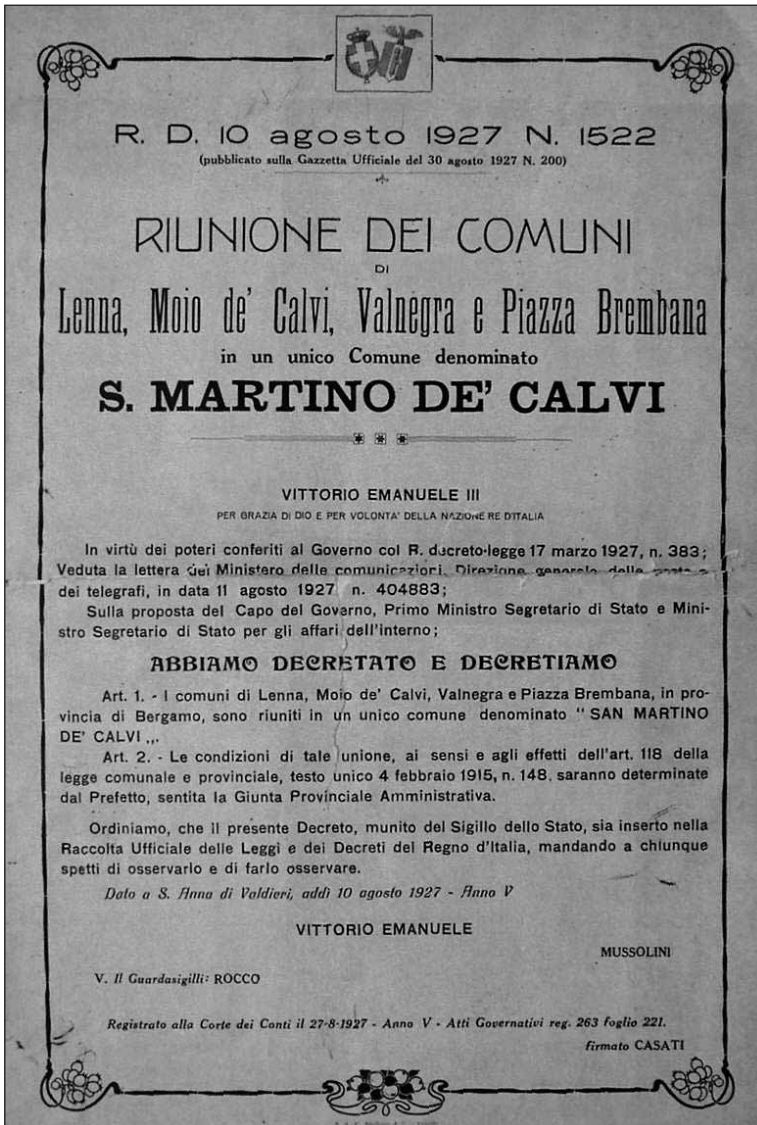 R. D. 10 agosto 1927 N. 1522
(pubblicato sulla Gazzetta Ufficiale del 30 agosto 1927 N. 200)
RIUNIONE DEI COMUNI
DI
Lenna, Moio de' Calvi, Valnegra e Piazza Brembana
in un unico Comune denominato
S. MARTINO DE' CALVI
VITTORIO EMANUELE III
PER GRAZIA DI DIO E PER VOLONTA' DELLA NAZIONE RE D'ITALIA
In virtù dei poteri conferiti al Governo col R. decreto-legge 17 marzo 1927, n. 383;
Veduta la lettera del Ministero delle comunicazioni, Direzione generale delle poste e
dei telegrafi, in data 11 agosto 1927 n. 404883;
Sulla proposta del Capo del Governo, Primo Ministro Segretario di Stato e Mini-
stro Segretario di Stato per gli affari dell'interno;
ABBIAMO DECRETATO E DECRETIAMO
Art. 1. - I comuni di Lenna, Moio de' Calvi, Valnegra e Piazza Brembana, in pro-
vincia di Bergamo, sono riuniti in un unico comune denominato " SAN MARTINO
DE' CALVI „.
Art. 2. - Le condizioni di tale unione, ai sensi e agli effetti dell'art. 118 della
legge comunale e provinciale, testo unico 4 febbraio 1915, n. 148, saranno determinate
dal Prefetto, sentita la Giunta Provinciale Amministrativa.
Ordiniamo, che il presente Decreto, munito del Sigillo dello Stato, sia inserto nella
Raccolta Ufficiale delle Leggi e dei Decreti del Regno d'Italia, mandando a chiunque
spetti di osservarlo e di farlo osservare.
Dato a S. Anna di Valdieri, addì 10 agosto 1927 - Anno V
VITTORIO EMANUELE
MUSSOLINI
V. Il Guardasigilli: ROCCO
Registrato alla Corte dei Conti il 27-8-1927 - Anno V - Atti Governativi reg. 263 foglio 221.
firmato CASATI